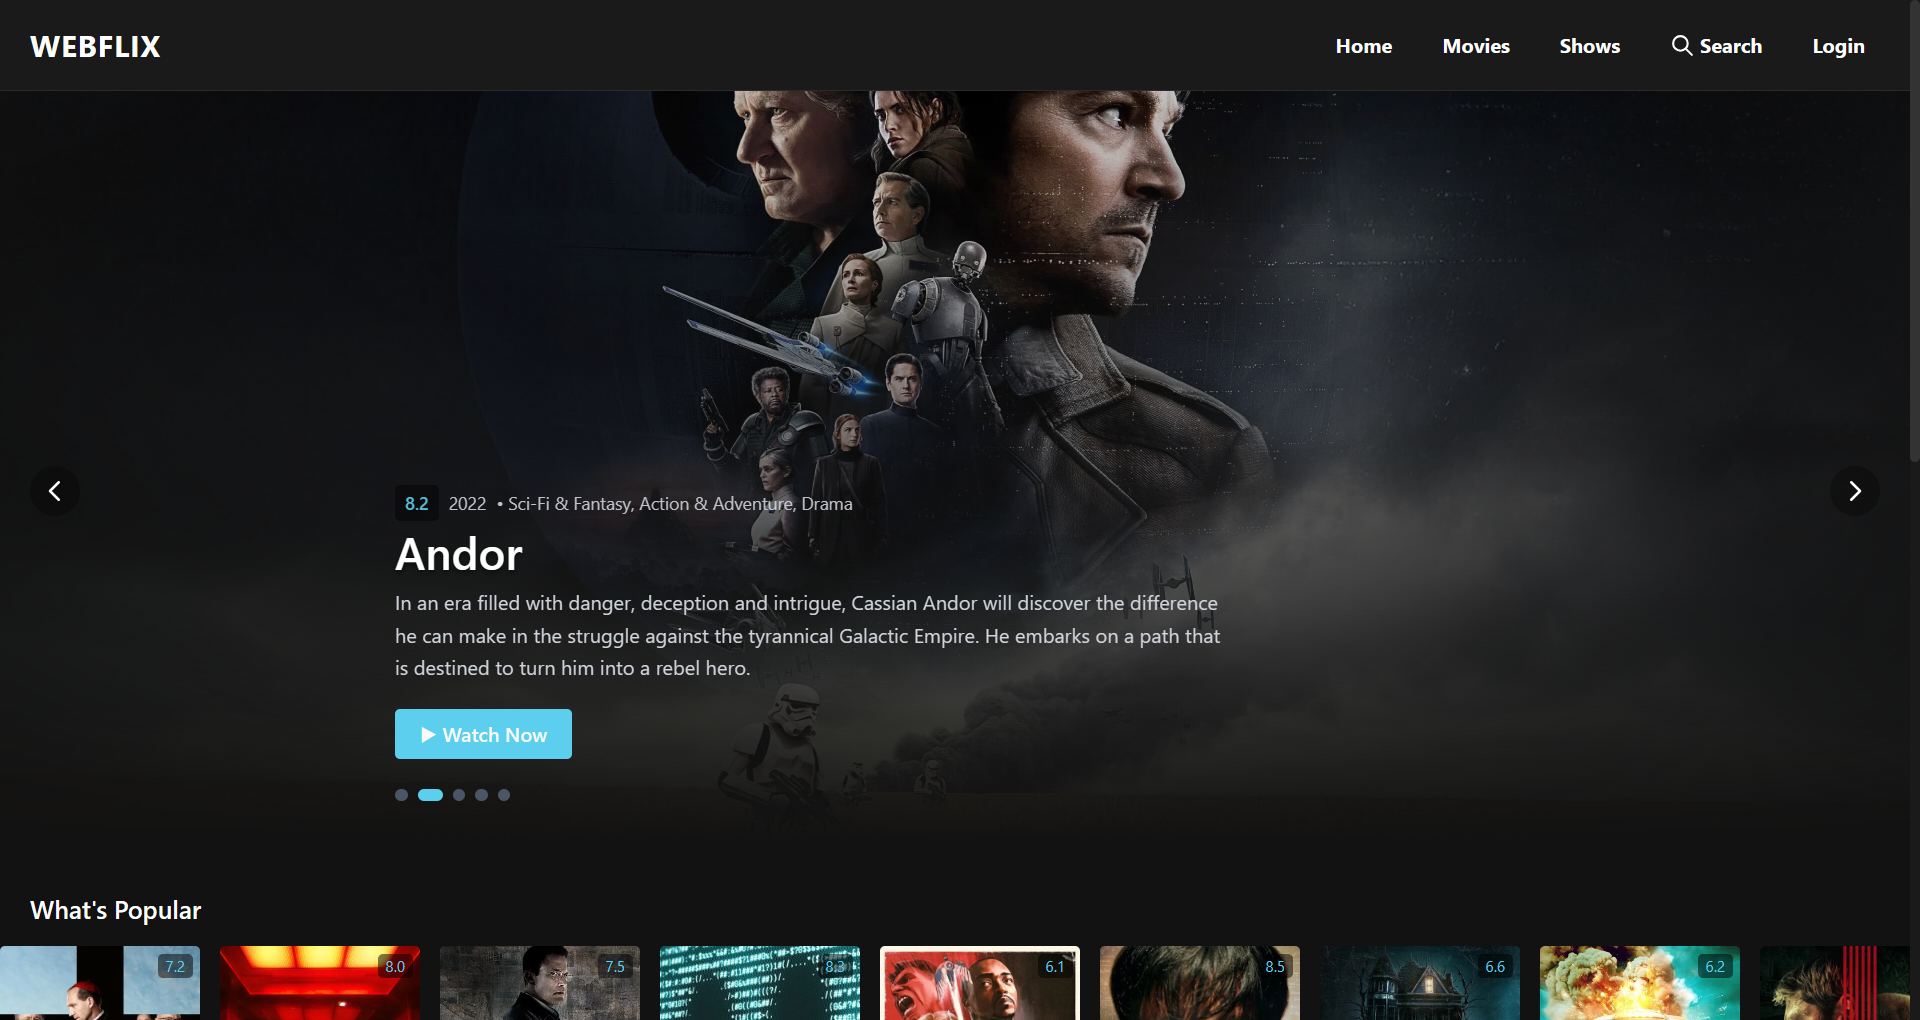 WEBFLIX
Home Movies Shows Search Login
8.2 2022 • Sci-Fi & Fantasy, Action & Adventure, Drama
Andor
In an era filled with danger, deception and intrigue, Cassian Andor will discover the difference
he can make in the struggle against the tyrannical Galactic Empire. He embarks on a path that
is destined to turn him into a rebel hero.
Watch Now
What's Popular
7.2 8.0 7.5 8.3 6.1 8.5 6.6 6.2